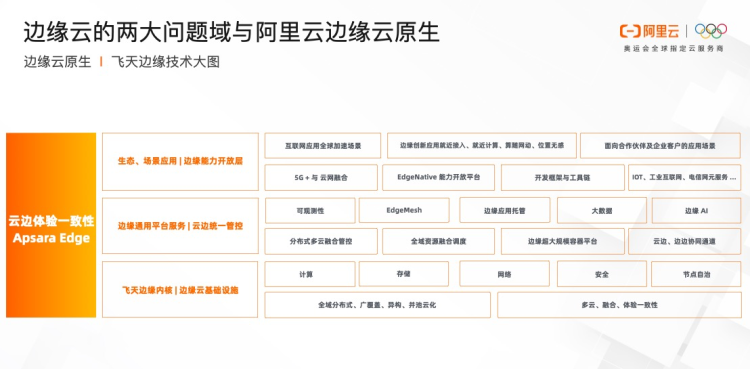 边缘云的两大问题域与阿里云边缘云原生
阿里云
奥运会全球指定云服务商
边缘云原生 | 飞天边缘技术大图
云边体验一致性
Apsara Edge
生态、场景应用 | 边缘能力开放层
互联网应用全球加速场景
边缘创新应用就近接入、就近计算、算随网动、位置无感
面向合作伙伴及企业客户的应用场景
5G + 与 云网融合
EdgeNative 能力开放平台
开发框架与工具链
IOT、工业互联网、电信网元服务 ...
边缘通用平台服务 | 云边统一管控
可观测性
EdgeMesh
边缘应用托管
大数据
边缘 AI
分布式多云融合管控
全域资源融合调度
边缘超大规模容器平台
云边、边边协同通道
飞天边缘内核 | 边缘云基础设施
计算
存储
网络
安全
节点自治
全域分布式、广覆盖、异构、并池云化
多云、融合、体验一致性